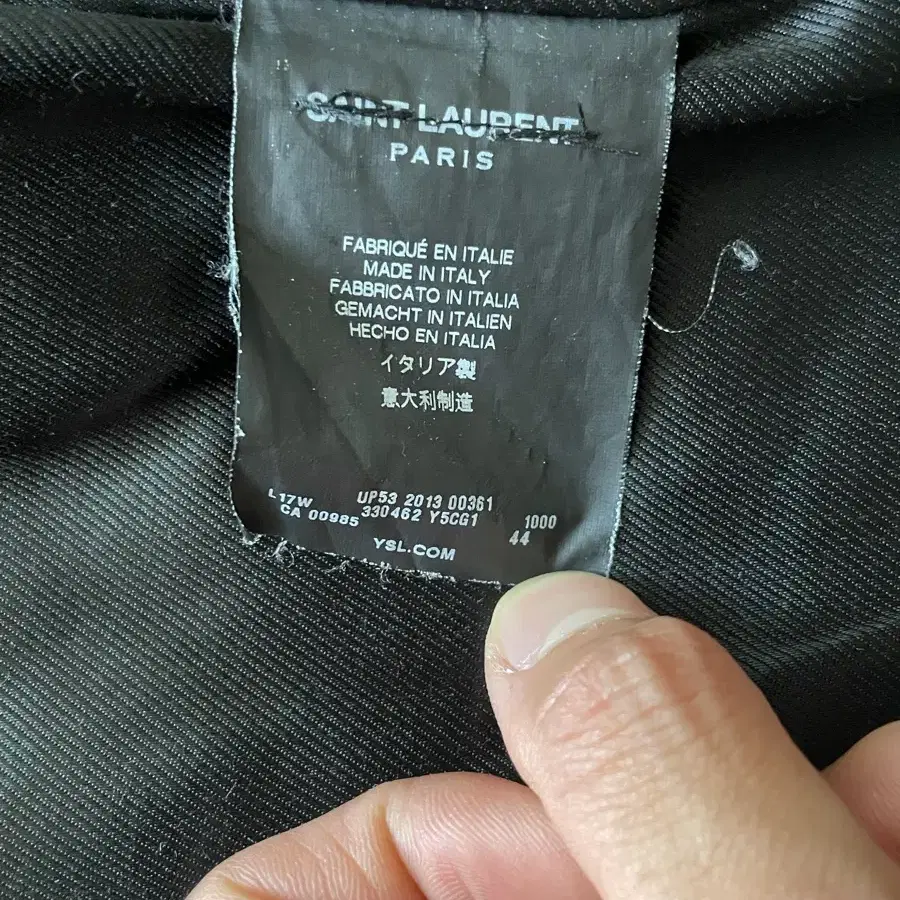 SAINT LAURENT
PARIS
FABRIQUÉ EN ITALIE
MADE IN ITALY
FABBRICATO IN ITALIA
GEMACHT IN ITALIEN
HECHO EN ITALIA
イタリア製
意大利制造
L17W UP53 2013 00361
CA 00985 330462 Y5CG1 1000
44
YSL.COM